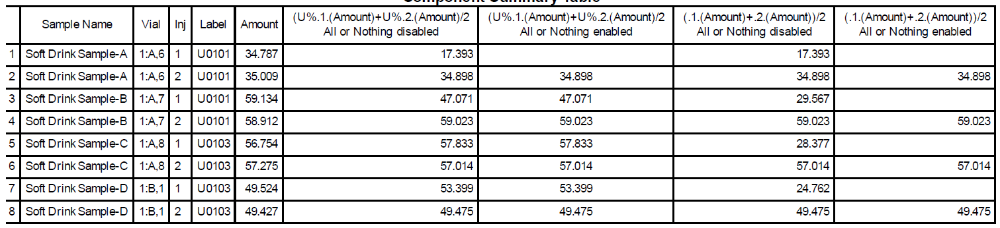 Component Summary Table
Sample Name Vial Inj Label Amount (U%.1.(Amount)+U%.2.(Amount)/2 All or Nothing disabled (U%.1.(Amount)+U%.2.(Amount)/2 All or Nothing enabled (.1.(Amount)+.2.(Amount))/2 All or Nothing disabled (.1.(Amount)+.2.(Amount))/2 All or Nothing enabled
1 Soft Drink Sample-A 1:A,6 1 U0101 34.787 17.393 17.393
2 Soft Drink Sample-A 1:A,6 2 U0101 35.009 34.898 34.898 34.898 34.898
3 Soft Drink Sample-B 1:A,7 1 U0101 59.134 47.071 47.071 29.567
4 Soft Drink Sample-B 1:A,7 2 U0101 58.912 59.023 59.023 59.023 59.023
5 Soft Drink Sample-C 1:A,8 1 U0103 56.754 57.833 57.833 28.377
6 Soft Drink Sample-C 1:A,8 2 U0103 57.275 57.014 57.014 57.014 57.014
7 Soft Drink Sample-D 1:B,1 1 U0103 49.524 53.399 53.399 24.762
8 Soft Drink Sample-D 1:B,1 2 U0103 49.427 49.475 49.475 49.475 49.475